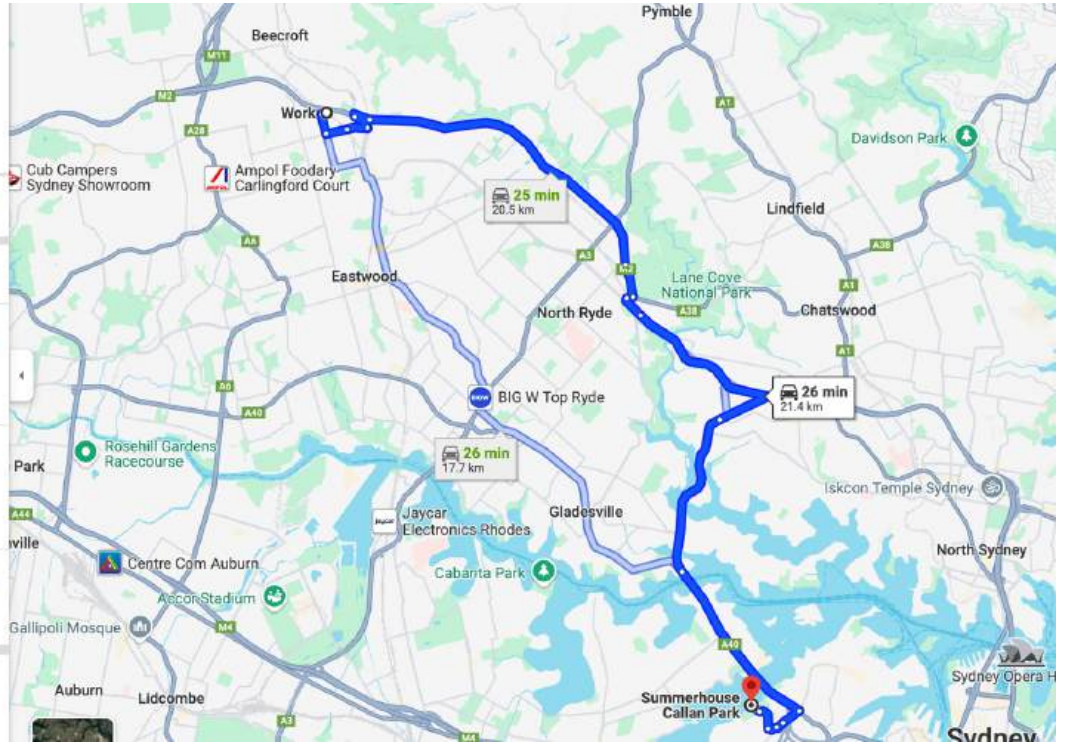 Pymble
Beecroft
M11
M2
A1
Work
A28
Davidson Park
Cub Campers
Sydney Showroom
Ampol Foodary
Carlingford Court
25 min
20.5 km
Lindfield
A6
A3
A38
Eastwood
M2
Lane Cove
National Park
A1
A38
Chatswood
North Ryde
A1
A6
26 min
21.4 km
BIG W Top Ryde
A40
Rosehill Gardens
Racecourse
26 min
17.7 km
Park
Iskcon Temple Sydney
A44
Jaycar
Electronics Rhodes
Gladesville
ville
North Sydney
Centre Com Auburn
Cabarita Park
Accor Stadium
Gallipoli Mosque
M4
A40
Sydney Opera H
Auburn
Lidcombe
Summerhouse
Callan Park
A3
M4
Sydney